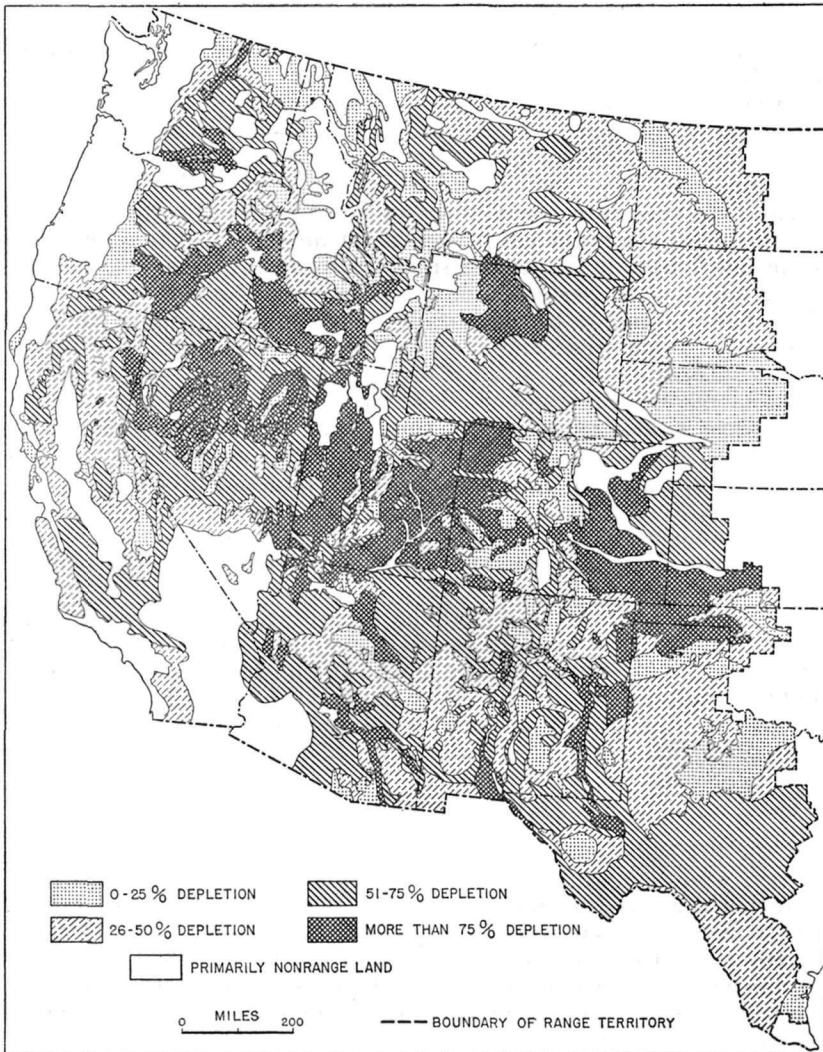 0-25% DEPLETION
51-75% DEPLETION
26-50% DEPLETION
MORE THAN 75% DEPLETION
PRIMARILY NONRANGE LAND
MILES
0 200
BOUNDARY OF RANGE TERRITORY